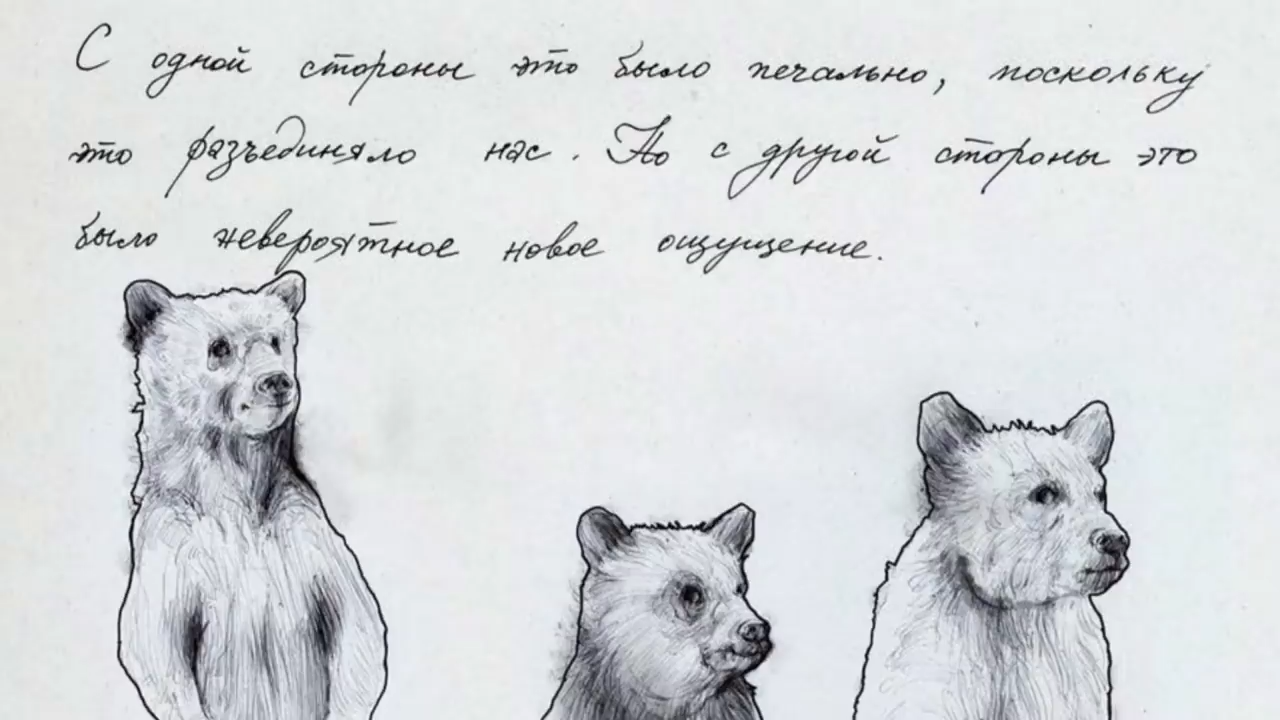 С одной стороны это было печально, поскольку
это разъединяло нас. Но с другой стороны это
было невероятное новое ощущение.